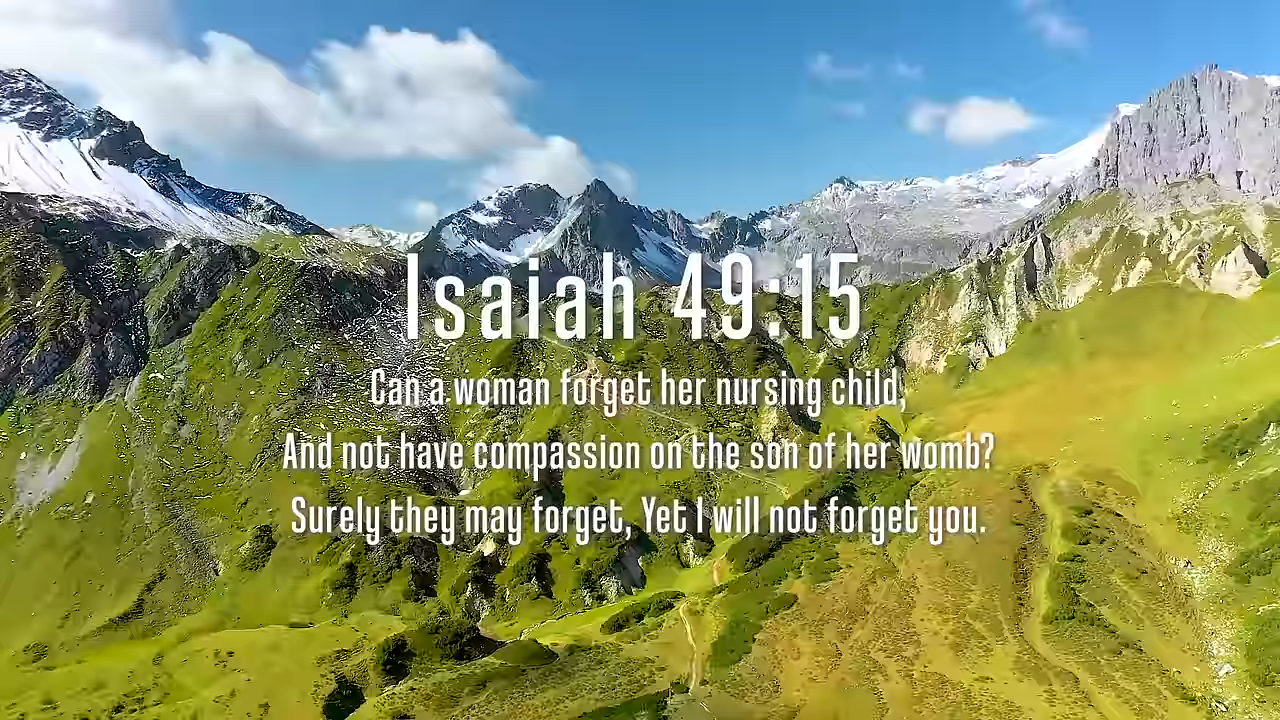 Isaiah 49:15
Can a woman forget her nursing child,
And not have compassion on the son of her womb?
Surely they may forget, Yet I will not forget you.